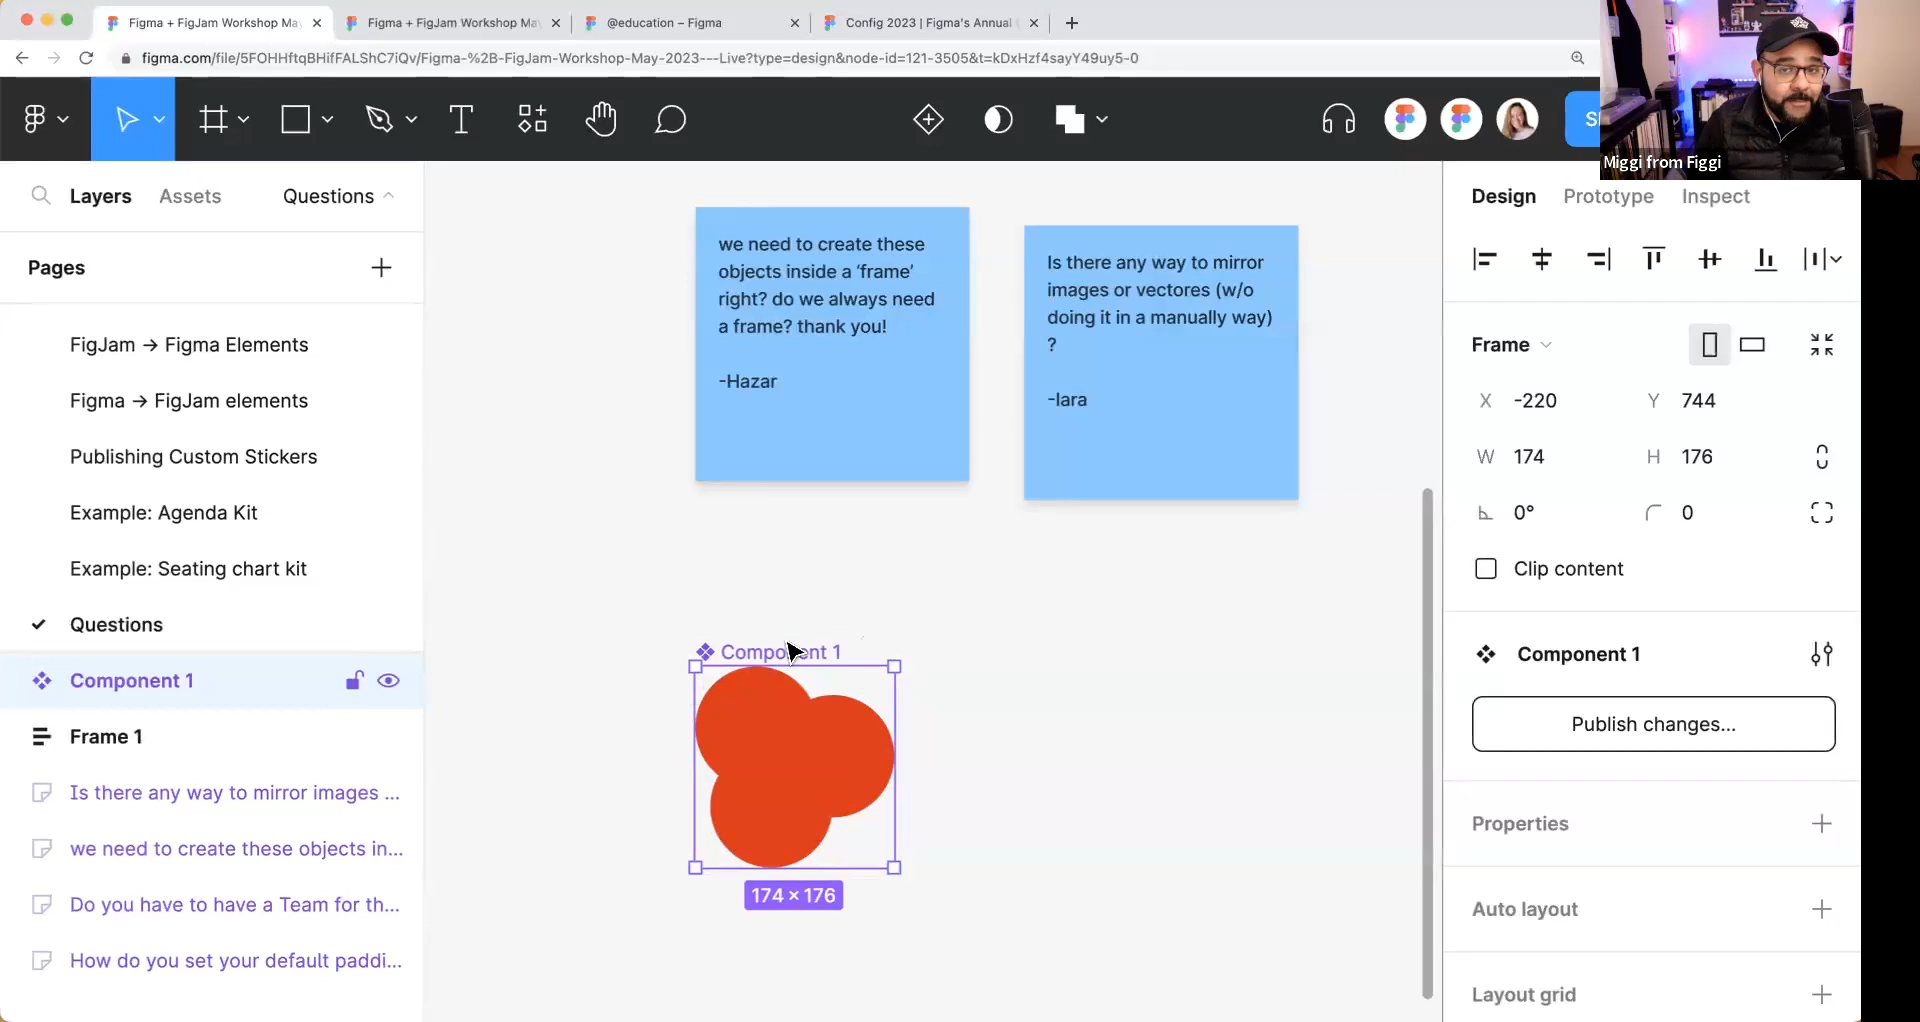 Figma + FigJam Workshop May
Figma + FigJam Workshop Ma
@education – Figma
Config 2023 | Figma's Annual
figma.com/file/5FOHHftqBHifFALShC7iQv/Figma-%2B-FigJam-Workshop-May-2023---Live?type=design&node-id=121-3505&t=kDxHzf4sayY49uy5-0
Miggi from Figgi
Layers
Assets
Questions
Design
Prototype
Inspect
Pages
FigJam → Figma Elements
Figma → FigJam elements
Publishing Custom Stickers
Example: Agenda Kit
Example: Seating chart kit
Questions
Component 1
Frame 1
Is there any way to mirror images ...
we need to create these objects in...
Do you have to have a Team for th...
How do you set your default paddi...
we need to create these
objects inside a ‘frame’
right? do we always need
a frame? thank you!
-Hazar
Is there any way to mirror
images or vectores (w/o
doing it in a manually way)
?
-Iara
Component 1
174 × 176
Frame
X -220
Y 744
W 174
H 176
0°
0
Clip content
Component 1
Publish changes...
Properties
Auto layout
Layout grid